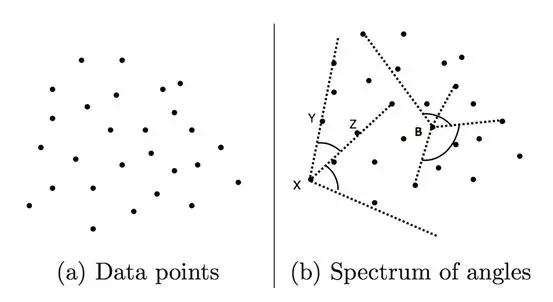 Y
Z
B
X
(a) Data points
(b) Spectrum of angles